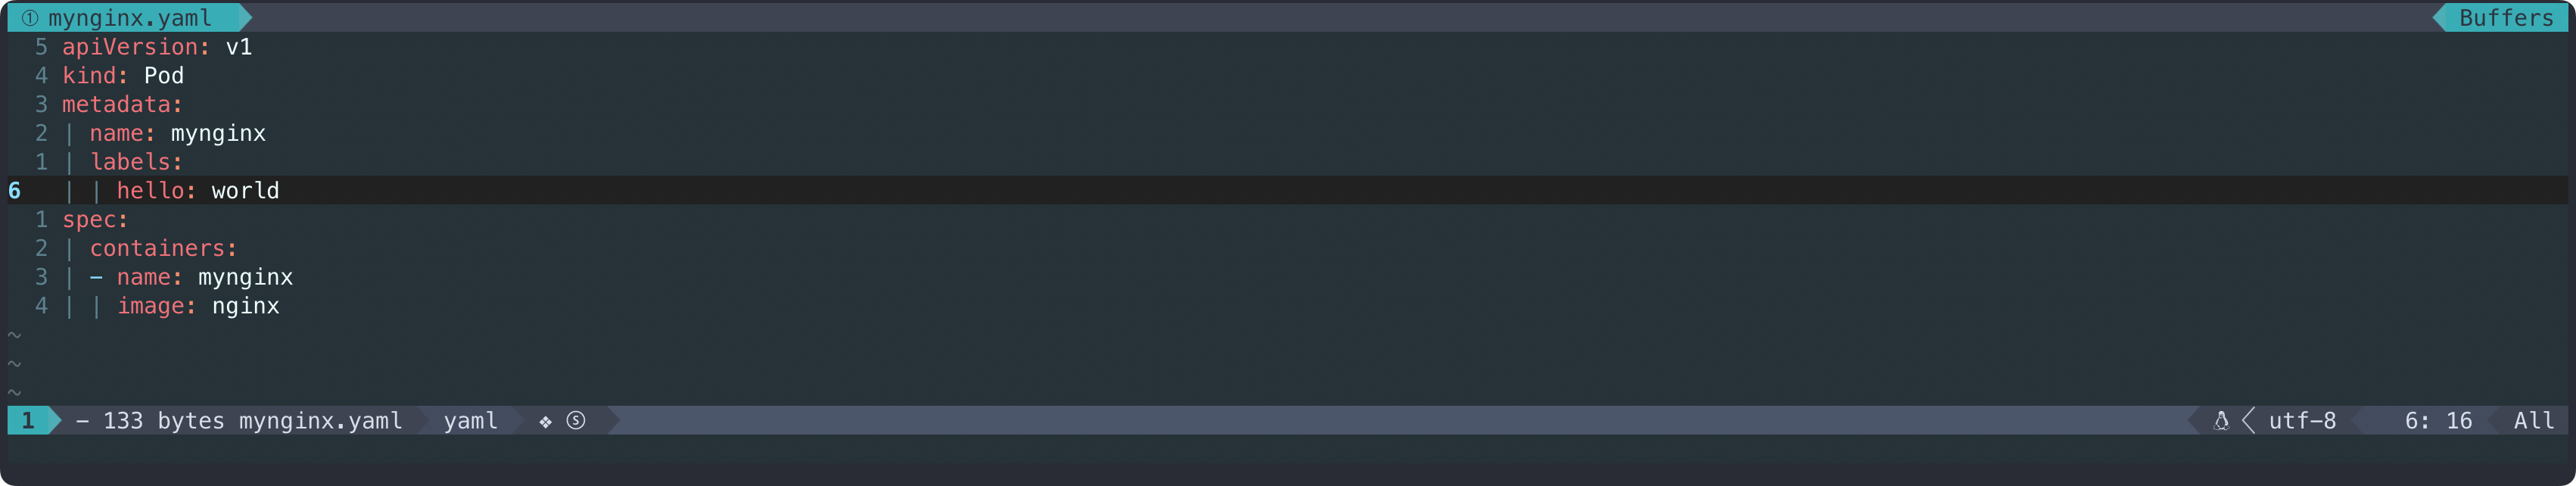 ① mynginx.yaml Buffers
5 apiVersion: v1
4 kind: Pod
3 metadata:
2 | name: mynginx
1 | labels:
6 | | hello: world
1 spec:
2 | containers:
3 | - name: mynginx
4 | | image: nginx
~
~
~
1 - 133 bytes mynginx.yaml yaml ❖ Ⓢ utf-8 6: 16 All